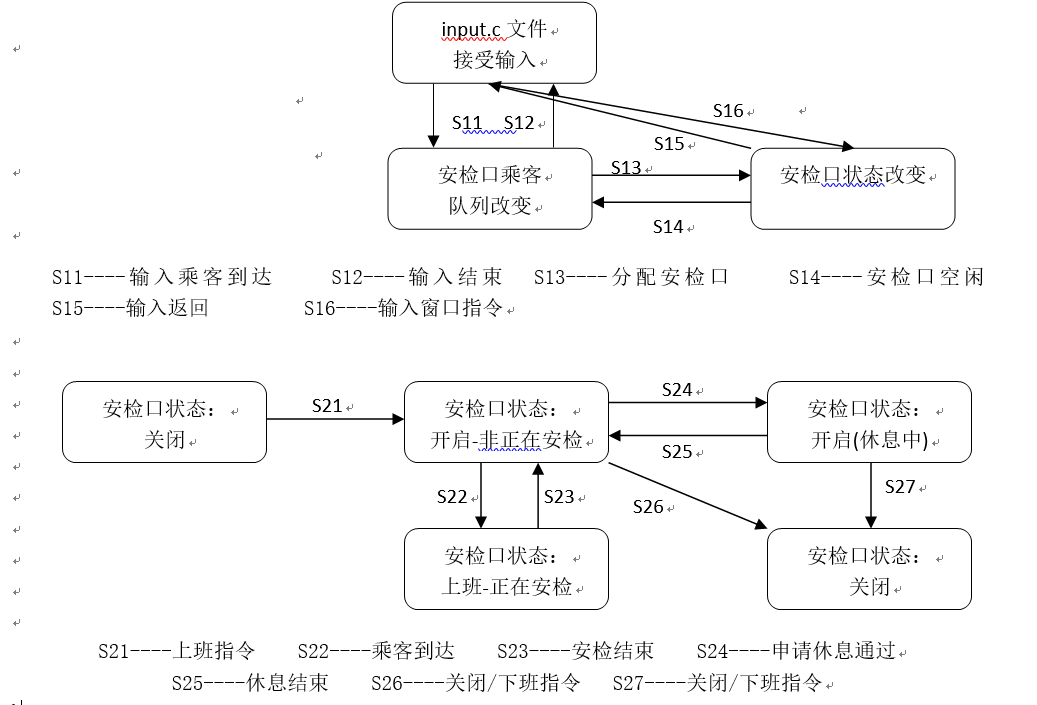 input.c 文件
接受输入
S11 S12
S16
S15
安检口乘客
队列改变
S13
S14
安检口状态改变
S11----输入乘客到达 S12----输入结束 S13----分配安检口 S14----安检口空闲
S15----输入返回 S16----输入窗口指令
安检口状态：
关闭
S21
安检口状态：
开启-非正在安检
S24
S25
安检口状态：
开启(休息中)
S22
S23
S26
S27
安检口状态：
上班-正在安检
安检口状态：
关闭
S21----上班指令 S22----乘客到达 S23----安检结束 S24----申请休息通过
S25----休息结束 S26----关闭/下班指令 S27----关闭/下班指令